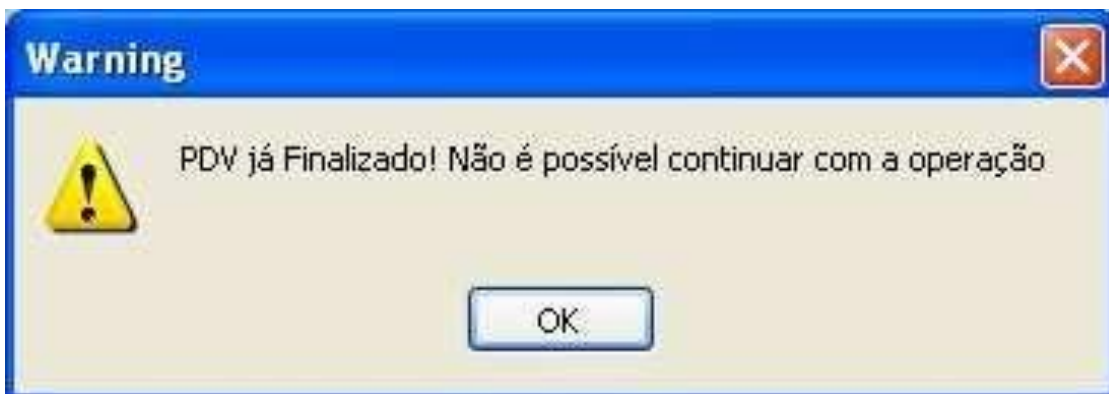 Warning
PDV já Finalizado! Não é possível continuar com a operação
OK